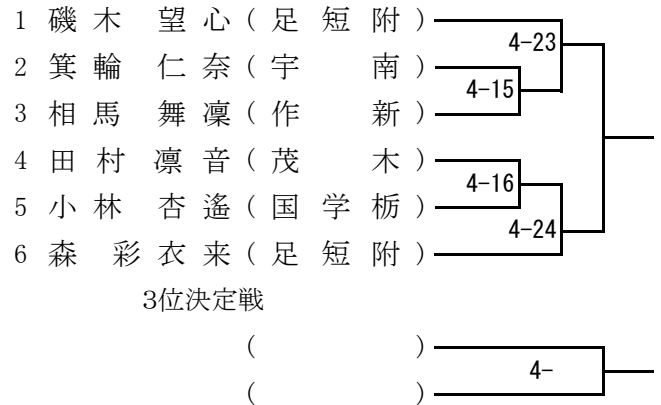 1 磯木 望心(足短附)
4-23
2 箕輪 仁奈(宇南)
4-15
3 相馬 舞凜(作新)
4 田村 凛音(茂木)
4-16
5 小林 杏遙(国学栃)
4-24
6 森 彩衣来(足短附)
3位決定戦
( )
4-
( )